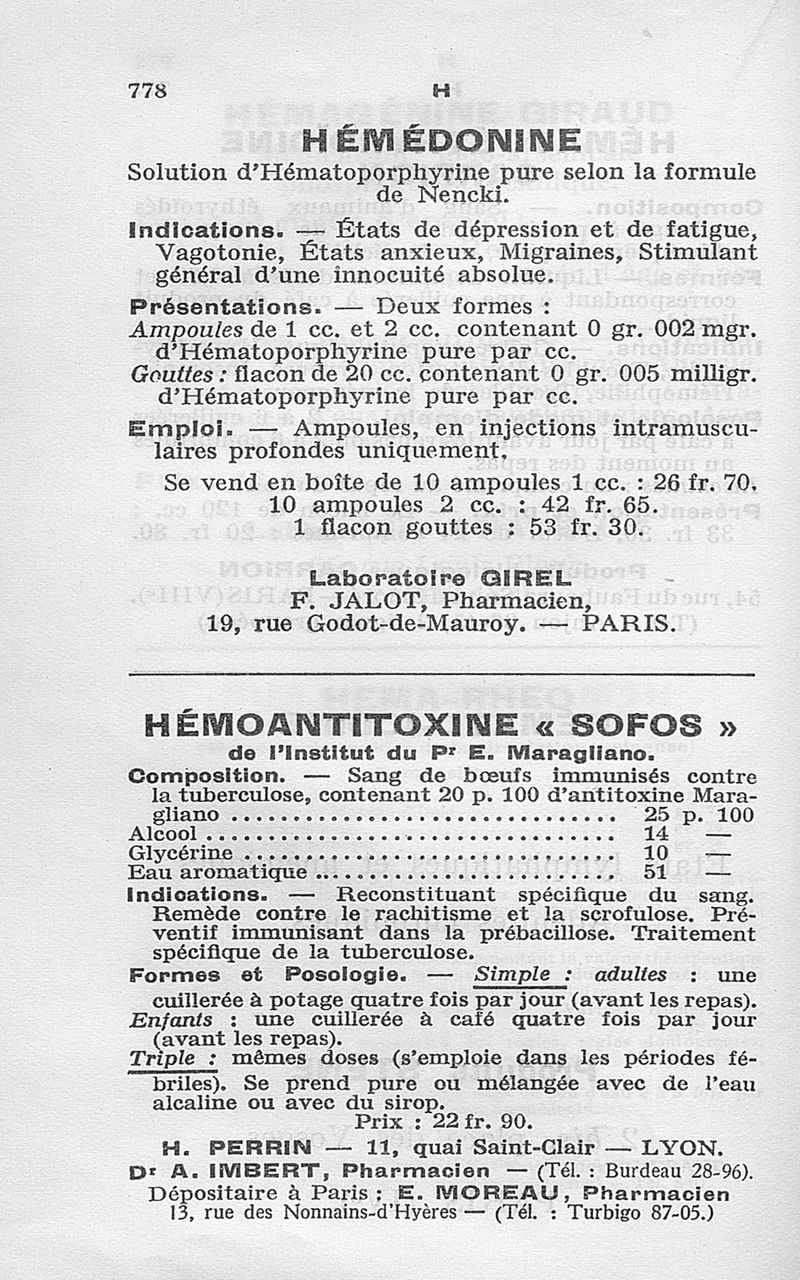 778
H
HÉMÉDONINE
Solution d'Hématoporphyrine pure selon la formule
de Nencki.
Indications. — États de dépression et de fatigue,
Vagotonie, États anxieux, Migraines, Stimulant
général d'une innocuité absolue.
Présentations. — Deux formes :
Ampoules de 1 cc. et 2 cc. contenant 0 gr. 002 mgr.
d'Hématoporphyrine pure par cc.
Gouttes : flacon de 20 cc. contenant 0 gr. 005 milligr.
d'Hématoporphyrine pure par cc.
Emploi. — Ampoules, en injections intramuscu-
laires profondes uniquement.
Se vend en boîte de 10 ampoules 1 cc. : 26 fr. 70.
10 ampoules 2 cc. : 42 fr. 65.
1 flacon gouttes : 53 fr. 30.
Laboratoire GIREL
F. JALOT, Pharmacien,
19, rue Godot-de-Mauroy. — PARIS.
HÉMOANTITOXINE « SOFOS »
de l'Institut du Pr E. Maragliano.
Composition. — Sang de bœufs immunisés contre
la tuberculose, contenant 20 p. 100 d'antitoxine Mara-
gliano ............................... 25 p. 100
Alcool ................................. 14 —
Glycérine .............................. 10 —
Eau aromatique ........................ 51 —
Indications. — Reconstituant spécifique du sang.
Remède contre le rachitisme et la scrofulose. Pré-
ventif immunisant dans la prébacillose. Traitement
spécifique de la tuberculose.
Formes et Posologie. — Simple : adultes : une
cuillerée à potage quatre fois par jour (avant les repas).
Enfants : une cuillerée à café quatre fois par jour
(avant les repas).
Triple : mêmes doses (s'emploie dans les périodes fé-
briles). Se prend pure ou mélangée avec de l'eau
alcaline ou avec du sirop.
Prix : 22 fr. 90.
H. PERRIN — 11, quai Saint-Clair — LYON.
Dr A. IMBERT, Pharmacien — (Tél. : Burdeau 28-96).
Dépositaire à Paris : E. MOREAU, Pharmacien
13, rue des Nonnains-d'Hyères — (Tél. : Turbigo 87-05.)